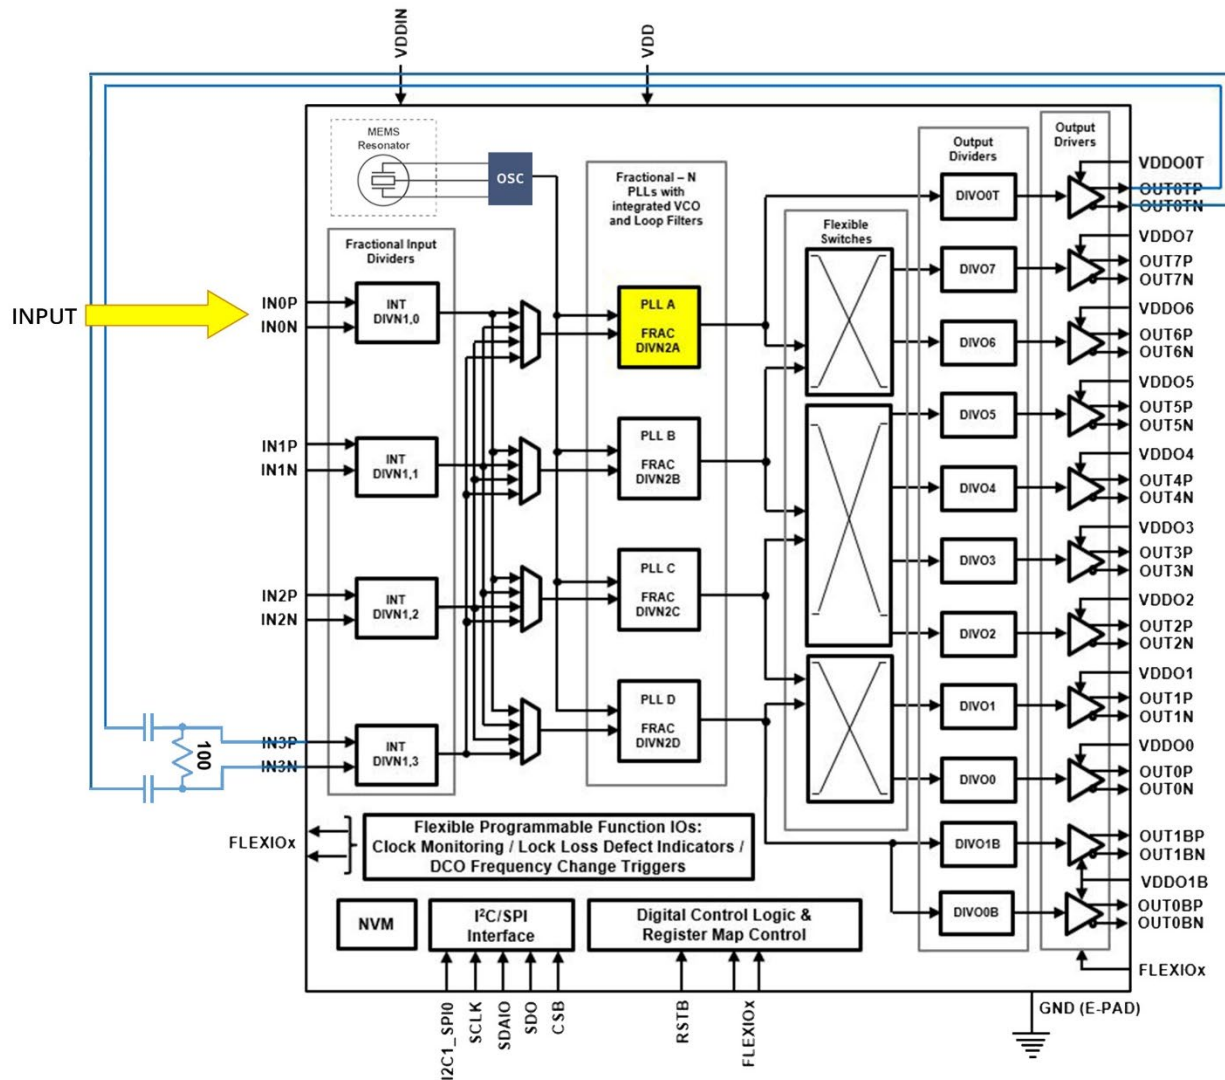 VDDIN
VDD
MEMS
Resonator
OSC
Fractional – N
PLLs with
integrated VCO
and Loop Filters
Output
Dividers
Output
Drivers
Fractional Input
Dividers
Flexible
Switches
INPUT
IN0P
IN0N
INT
DIVN1,0
IN1P
IN1N
INT
DIVN1,1
IN2P
IN2N
INT
DIVN1,2
100
IN3P
IN3N
INT
DIVN1,3
PLL A
FRAC
DIVN2A
PLL B
FRAC
DIVN2B
PLL C
FRAC
DIVN2C
PLL D
FRAC
DIVN2D
DIVO0T
DIVO7
DIVO6
DIVO5
DIVO4
DIVO3
DIVO2
DIVO1
DIVO0
DIVO1B
DIVO0B
VDDO0T
OUT0TP
OUT0TN
VDDO7
OUT7P
OUT7N
VDDO6
OUT6P
OUT6N
VDDO5
OUT5P
OUT5N
VDDO4
OUT4P
OUT4N
VDDO3
OUT3P
OUT3N
VDDO2
OUT2P
OUT2N
VDDO1
OUT1P
OUT1N
VDDO0
OUT0P
OUT0N
OUT1BP
OUT1BN
VDDO1B
OUT0BP
OUT0BN
FLEXIOx
GND (E-PAD)
FLEXIOx
Flexible Programmable Function IOs:
Clock Monitoring / Lock Loss Defect Indicators /
DCO Frequency Change Triggers
NVM
I²C/SPI
Interface
Digital Control Logic &
Register Map Control
I2C1_SPI0
SCLK
SDAIO
SDO
CSB
RSTB
FLEXIOx